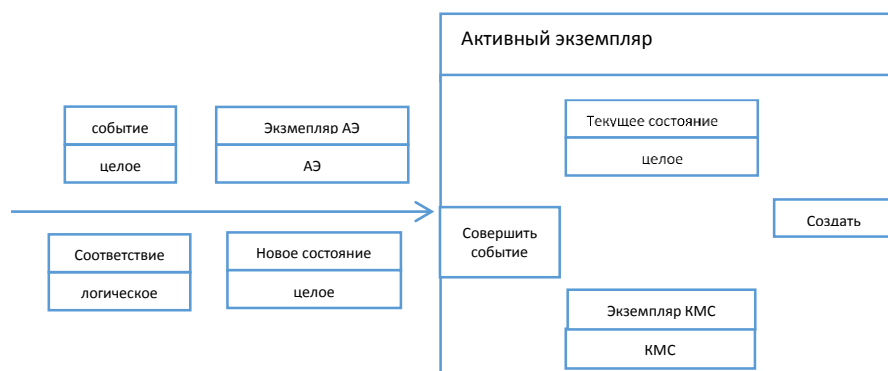 Активный экземпляр
событие
целое
Экзмепляр АЭ
АЭ
Текущее состояние
целое
Совершить
событие
Создать
Соответствие
логическое
Новое состояние
целое
Экземпляр КМС
КМС